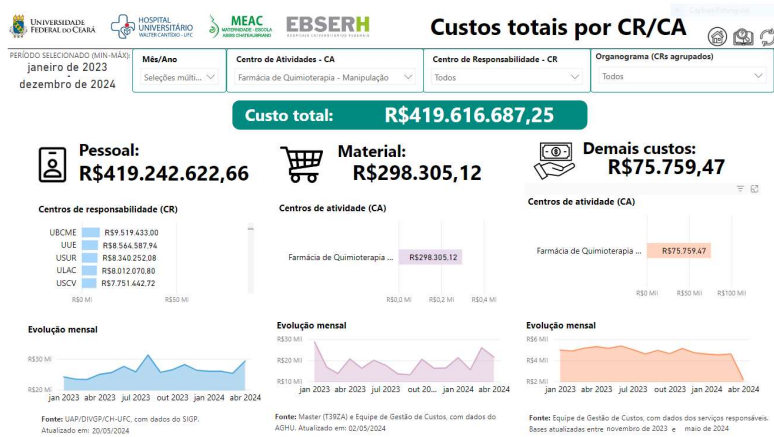 UNIVERSIDADE
FEDERAL DO CEARÁ
HOSPITAL
UNIVERSITÁRIO
WALTER CANTÍDIO - UFC
MEAC
MATERNIDADE - ESCOLA
ASSIS CHATEAUBRIAND
EBSERH
Custos totais por CR/CA
PERÍODO SELECIONADO (MIN-MÁX):
janeiro de 2023
-
dezembro de 2024
Mês/Ano
Seleções múlti...
Centro de Atividades - CA
Farmácia de Quimioterapia - Manipulação
Centro de Responsabilidade - CR
Todos
Organograma (CRs agrupados)
Todos
Custo total: R$419.616.687,25
Pessoal:
R$419.242.622,66
Material:
R$298.305,12
Demais custos:
R$75.759,47
Centros de responsabilidade (CR)
UBCME R$9.519.433,00
UUE R$8.564.587,94
USUR R$8.340.252,08
ULAC R$8.012.070,80
USCV R$7.751.442,72
R$0 Mi R$50 Mi
Centros de atividade (CA)
Farmácia de Quimioterapia ... R$298.305,12
R$0,0 Mi R$0,2 Mi R$0,4 Mi
Centros de atividade (CA)
Farmácia de Quimioterapia ... R$75.759,47
R$0 Mil R$50 Mil R$100 Mil
Evolução mensal
R$30 Mi
R$20 Mi
jan 2023 abr 2023 jul 2023 out 2023 jan 2024 abr 2024
Fonte: UAP/DIVGP/CH-UFC, com dados do SIGP.
Atualizado em: 20/05/2024
Evolução mensal
R$30 Mil
R$20 Mil
R$10 Mil
jan 2023 abr 2023 jul 2023 out 20... jan 2024 abr 2024
Fonte: Master (T39ZA) e Equipe de Gestão de Custos, com dados do
AGHU. Atualizado em: 02/05/2024
Evolução mensal
R$6 Mil
R$4 Mil
R$2 Mil
jan 2023 abr 2023 jul 2023 out 2023 jan 2024 abr 2024
Fonte: Equipe de Gestão de Custos, com dados dos serviços responsáveis.
Bases atualizadas entre novembro de 2023 e maio de 2024